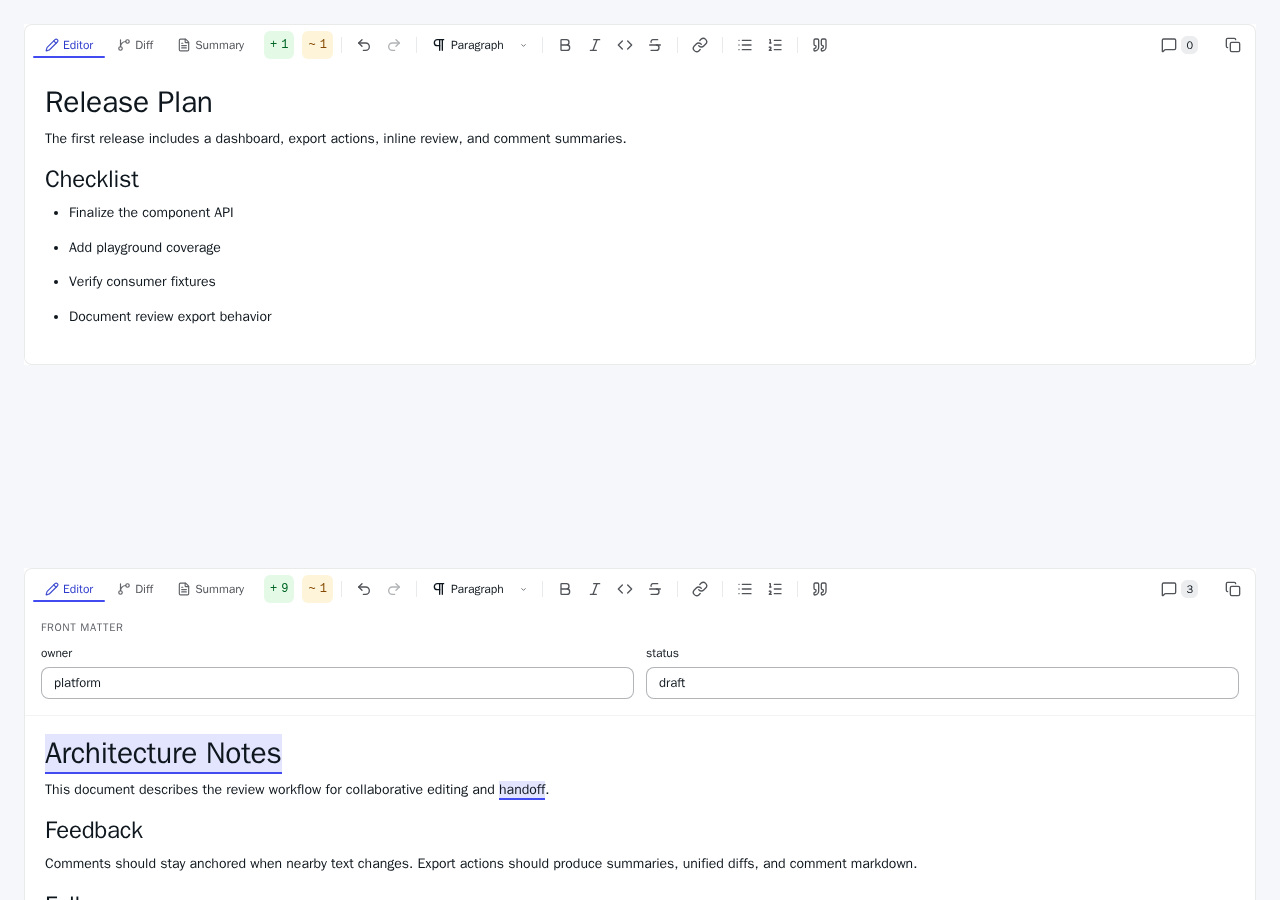 Editor Diff Summary + 1 ~ 1 Paragraph 0
Release Plan
The first release includes a dashboard, export actions, inline review, and comment summaries.
Checklist
• Finalize the component API
• Add playground coverage
• Verify consumer fixtures
• Document review export behavior
Editor Diff Summary + 9 ~ 1 Paragraph 3
FRONT MATTER
owner status
platform draft
Architecture Notes
This document describes the review workflow for collaborative editing and handoff.
Feedback
Comments should stay anchored when nearby text changes. Export actions should produce summaries, unified diffs, and comment markdown.